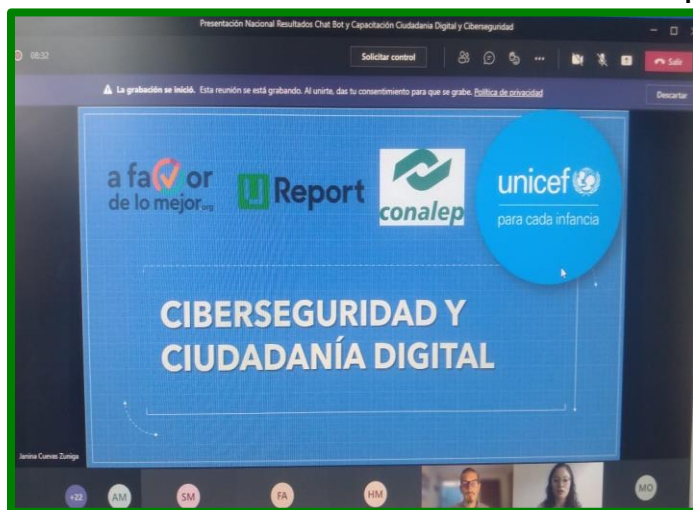 Presentación Nacional Resultados Chat Bot y Capacitación Ciudadania Digital y Ciberseguridad
08:32
Solicitar control
Salir
La grabación se inició. Esta reunión se está grabando. Al unirte, das tu consentimiento para que se grabe. Política de privacidad
Descartar
a favor
de lo mejor.org
U Report
conalep
unicef
para cada infancia
CIBERSEGURIDAD Y
CIUDADANÍA DIGITAL
Janina Cuevas Zuniga
+22
AM
SM
FA
HM
MO